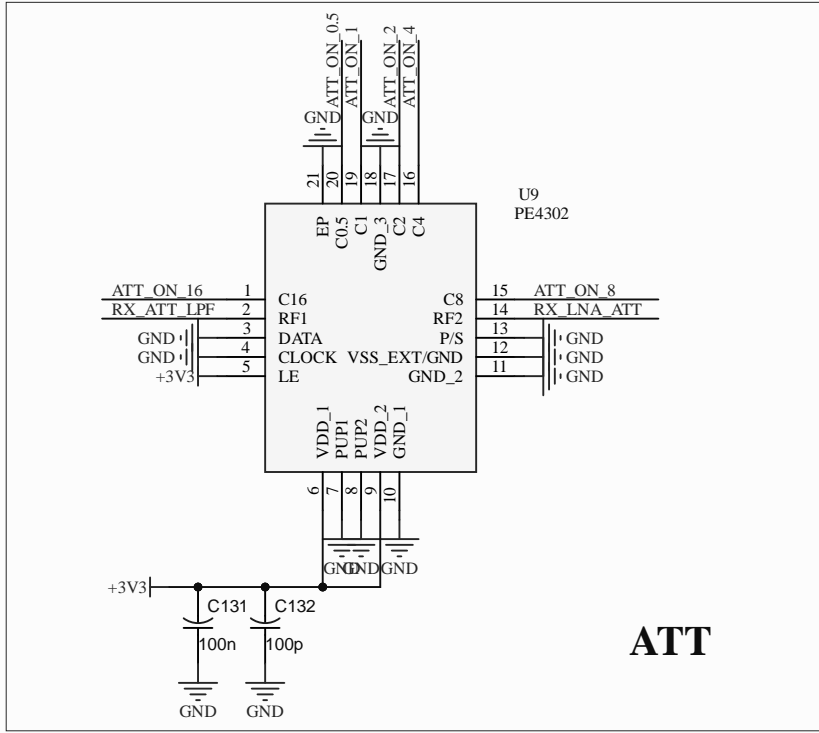 ATT_ON_0.5
ATT_ON_1
ATT_ON_2
ATT_ON_4
GND
GND
21
20
19
18
17
16
U9
PE4302
EP
C0.5
C1
GND_3
C2
C4
ATT_ON_16 1 C16 C8 15 ATT_ON_8
RX_ATT_LPF 2 RF1 RF2 14 RX_LNA_ATT
GND 3 DATA P/S 13 GND
GND 4 CLOCK VSS_EXT/GND 12 GND
+3V3 5 LE GND_2 11 GND
VDD_1
PUP1
PUP2
VDD_2
GND_1
6
7
8
9
10
GND GND GND
+3V3
C131 C132
100n 100p
ATT
GND GND